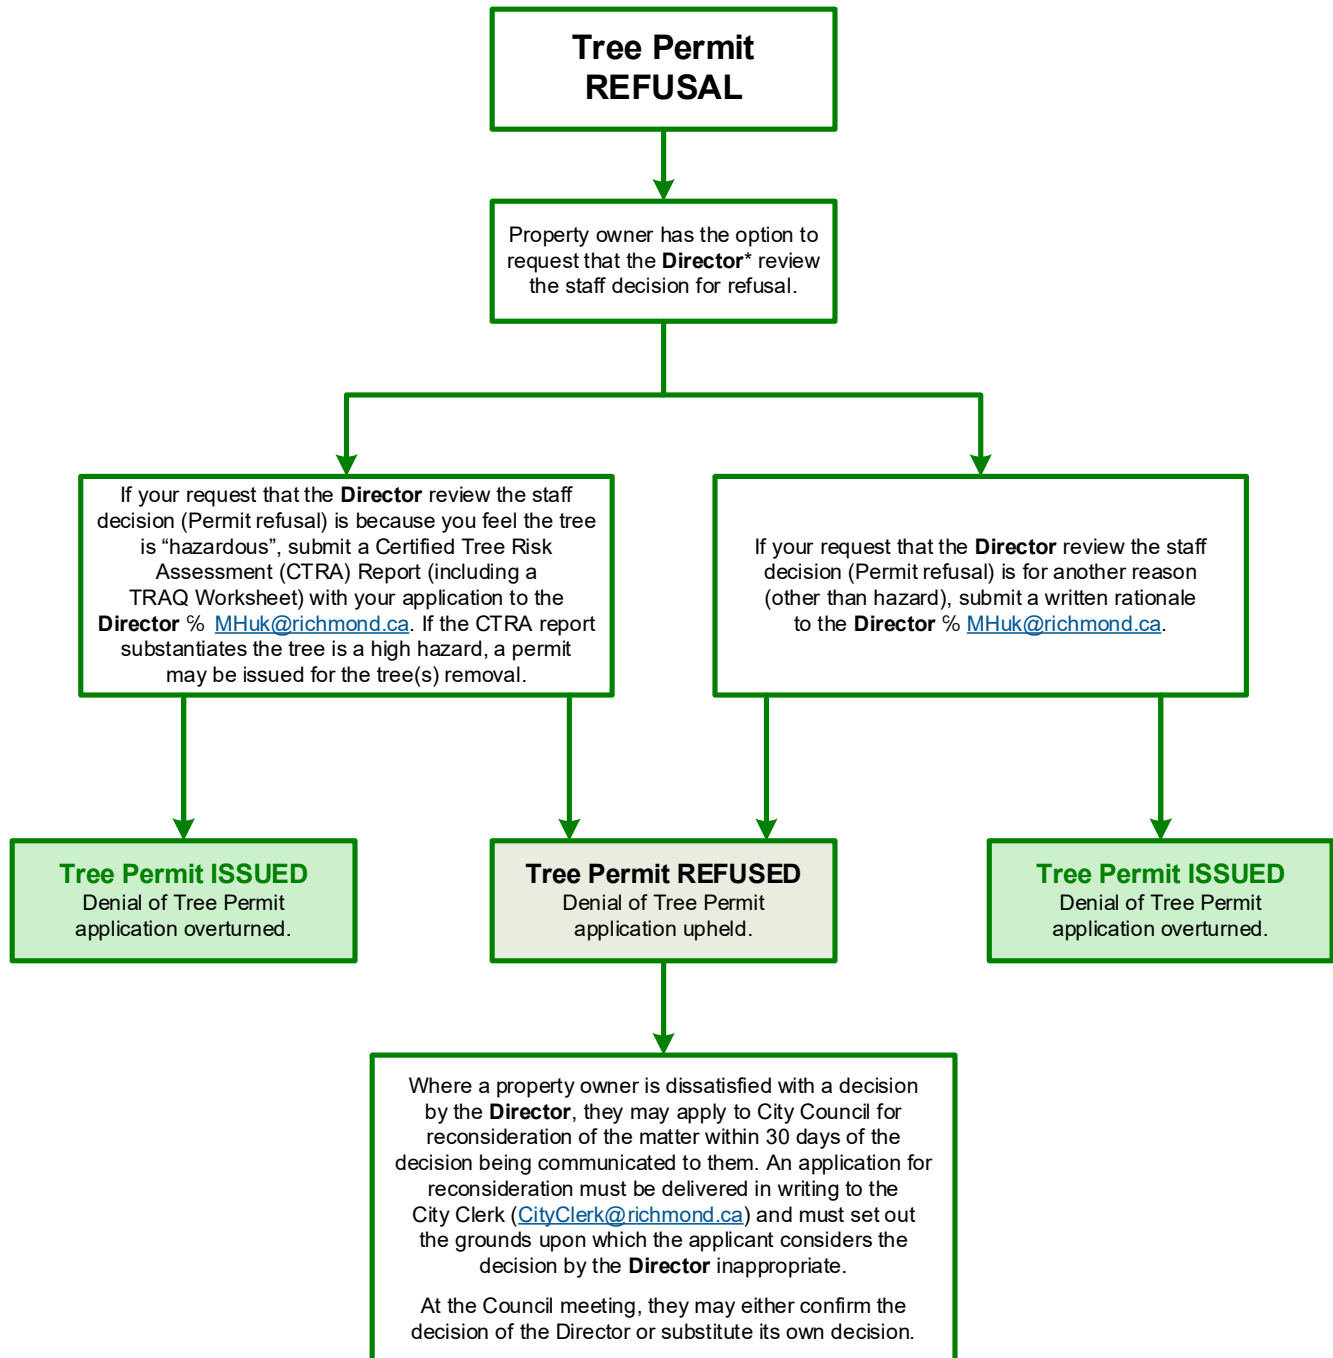 Tree Permit
REFUSAL
Property owner has the option to
request that the Director* review
the staff decision for refusal.
If your request that the Director review the staff
decision (Permit refusal) is because you feel the tree
is “hazardous”, submit a Certified Tree Risk
Assessment (CTRA) Report (including a
TRAQ Worksheet) with your application to the
Director ℅ MHuk@richmond.ca. If the CTRA report
substantiates the tree is a high hazard, a permit
may be issued for the tree(s) removal.
If your request that the Director review the staff
decision (Permit refusal) is for another reason
(other than hazard), submit a written rationale
to the Director ℅ MHuk@richmond.ca.
Tree Permit ISSUED
Denial of Tree Permit
application overturned.
Tree Permit REFUSED
Denial of Tree Permit
application upheld.
Tree Permit ISSUED
Denial of Tree Permit
application overturned.
Where a property owner is dissatisfied with a decision
by the Director, they may apply to City Council for
reconsideration of the matter within 30 days of the
decision being communicated to them. An application for
reconsideration must be delivered in writing to the
City Clerk (CityClerk@richmond.ca) and must set out
the grounds upon which the applicant considers the
decision by the Director inappropriate.
At the Council meeting, they may either confirm the
decision of the Director or substitute its own decision.